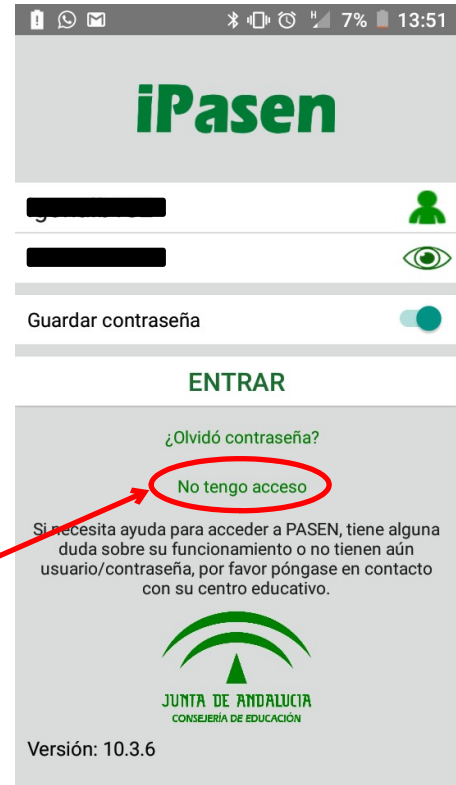 7% 13:51
iPasen
Guardar contraseña
ENTRAR
¿Olvidó contraseña?
No tengo acceso
Si necesita ayuda para acceder a PASEN, tiene alguna
duda sobre su funcionamiento o no tienen aún
usuario/contraseña, por favor póngase en contacto
con su centro educativo.
JUNTA DE ANDALUCIA
CONSEJERÍA DE EDUCACIÓN
Versión: 10.3.6